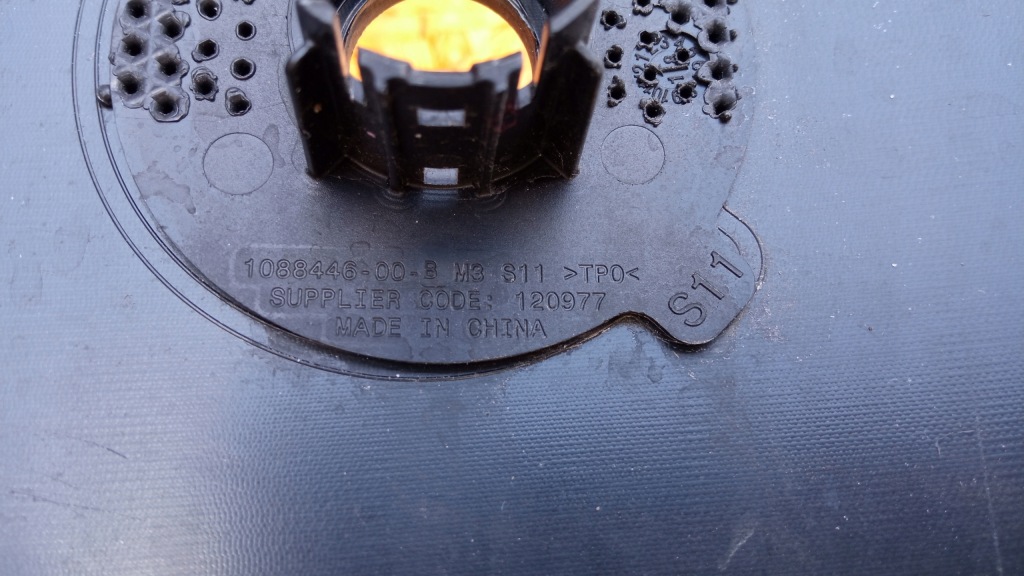 1088446-00-B M3 S11 >TPO<
SUPPLIER CODE: 120977
MADE IN CHINA
S11